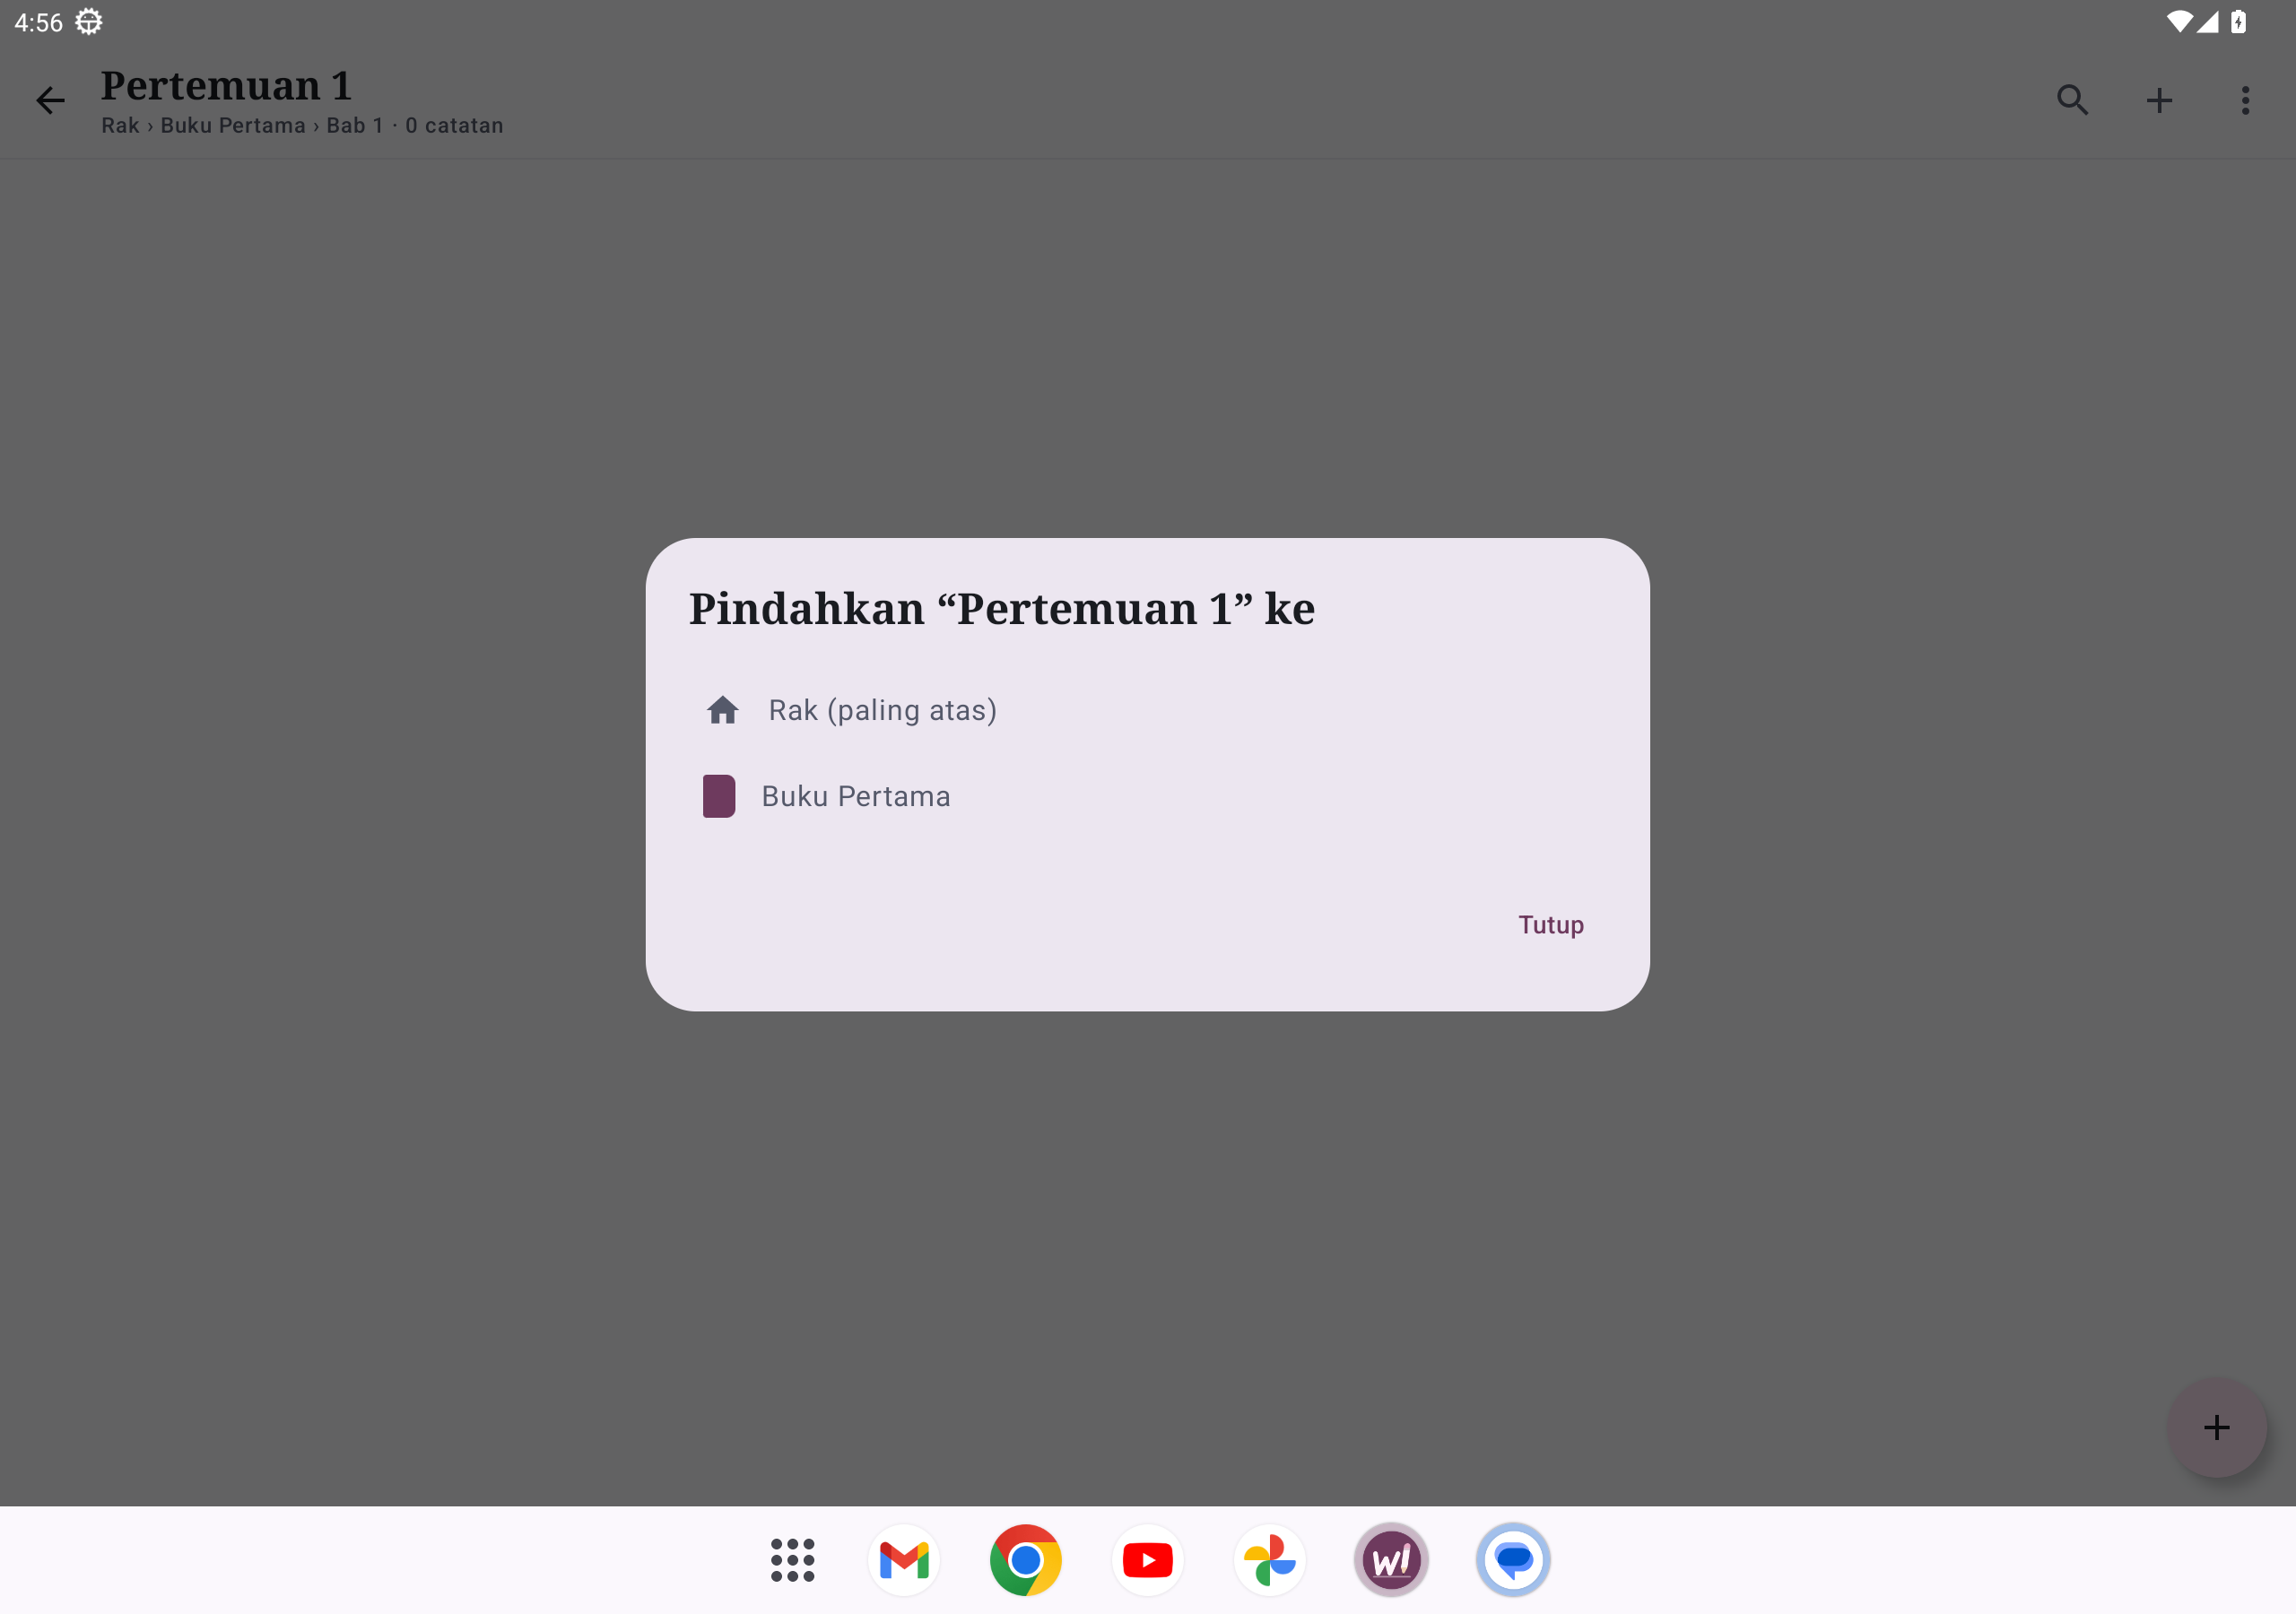 4:56
Pertemuan 1
Rak › Buku Pertama › Bab 1 · 0 catatan
Pindahkan “Pertemuan 1” ke
Rak (paling atas)
Buku Pertama
Tutup